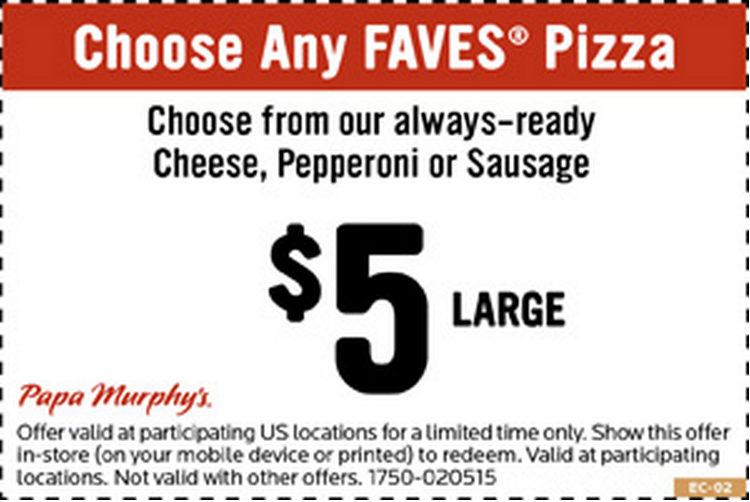 Choose Any FAVES® Pizza
Choose from our always-ready
Cheese, Pepperoni or Sausage
$5 LARGE
Papa Murphy's.
Offer valid at participating US locations for a limited time only. Show this offer
in-store (on your mobile device or printed) to redeem. Valid at participating
locations. Not valid with other offers. 1750-020515
EC-02